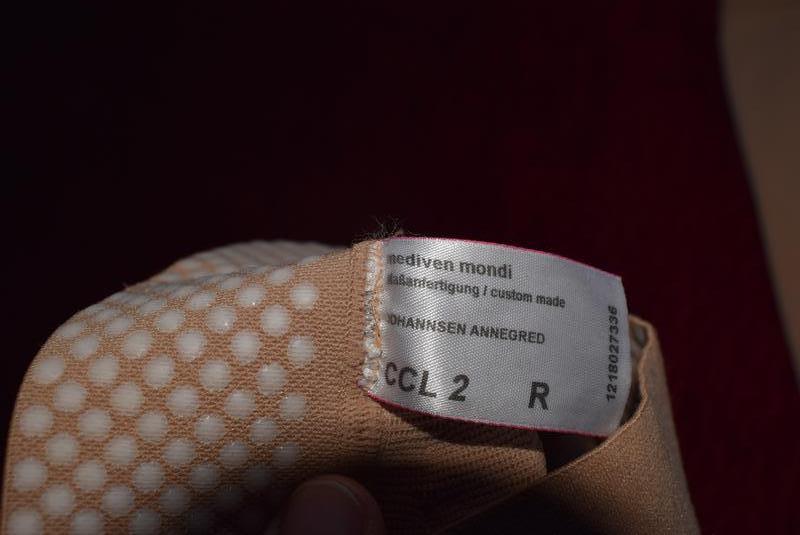 mediven mondi
Maßanfertigung / custom made
JOHANNSEN ANNEGRED
CCL 2 R
1218027336